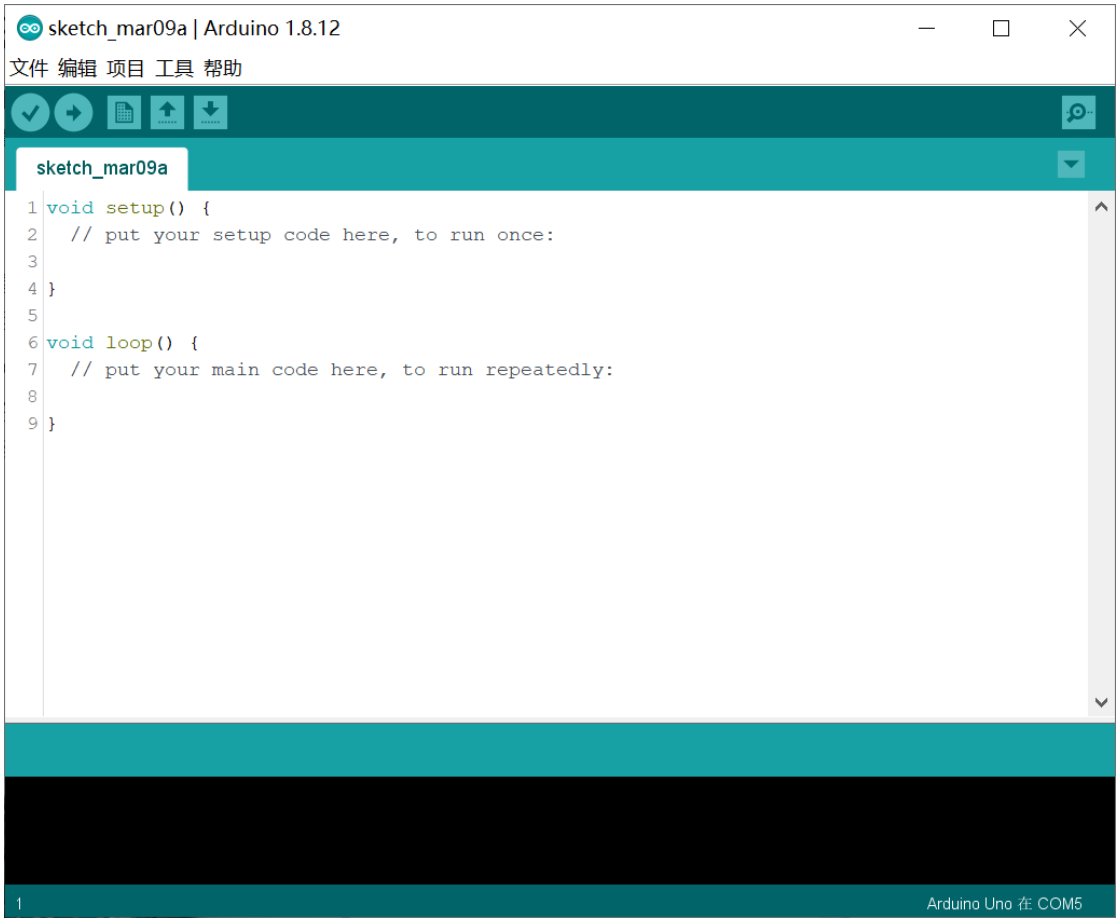 sketch_mar09a | Arduino 1.8.12
文件 编辑 项目 工具 帮助
sketch_mar09a
1 void setup() {
2   // put your setup code here, to run once:
3
4 }
5
6 void loop() {
7   // put your main code here, to run repeatedly:
8
9 }
1 Arduino Uno 在 COM5